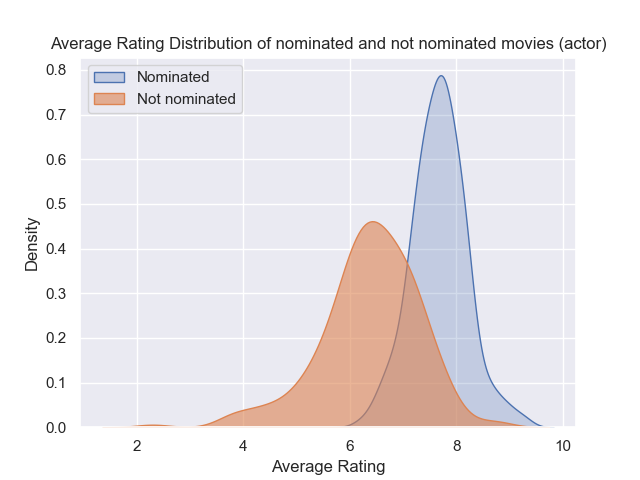 Average Rating Distribution of nominated and not nominated movies (actor)
Nominated
Not nominated
0.8
0.7
0.6
0.5
0.4
0.3
0.2
0.1
0.0
Density
2 4 6 8 10
Average Rating